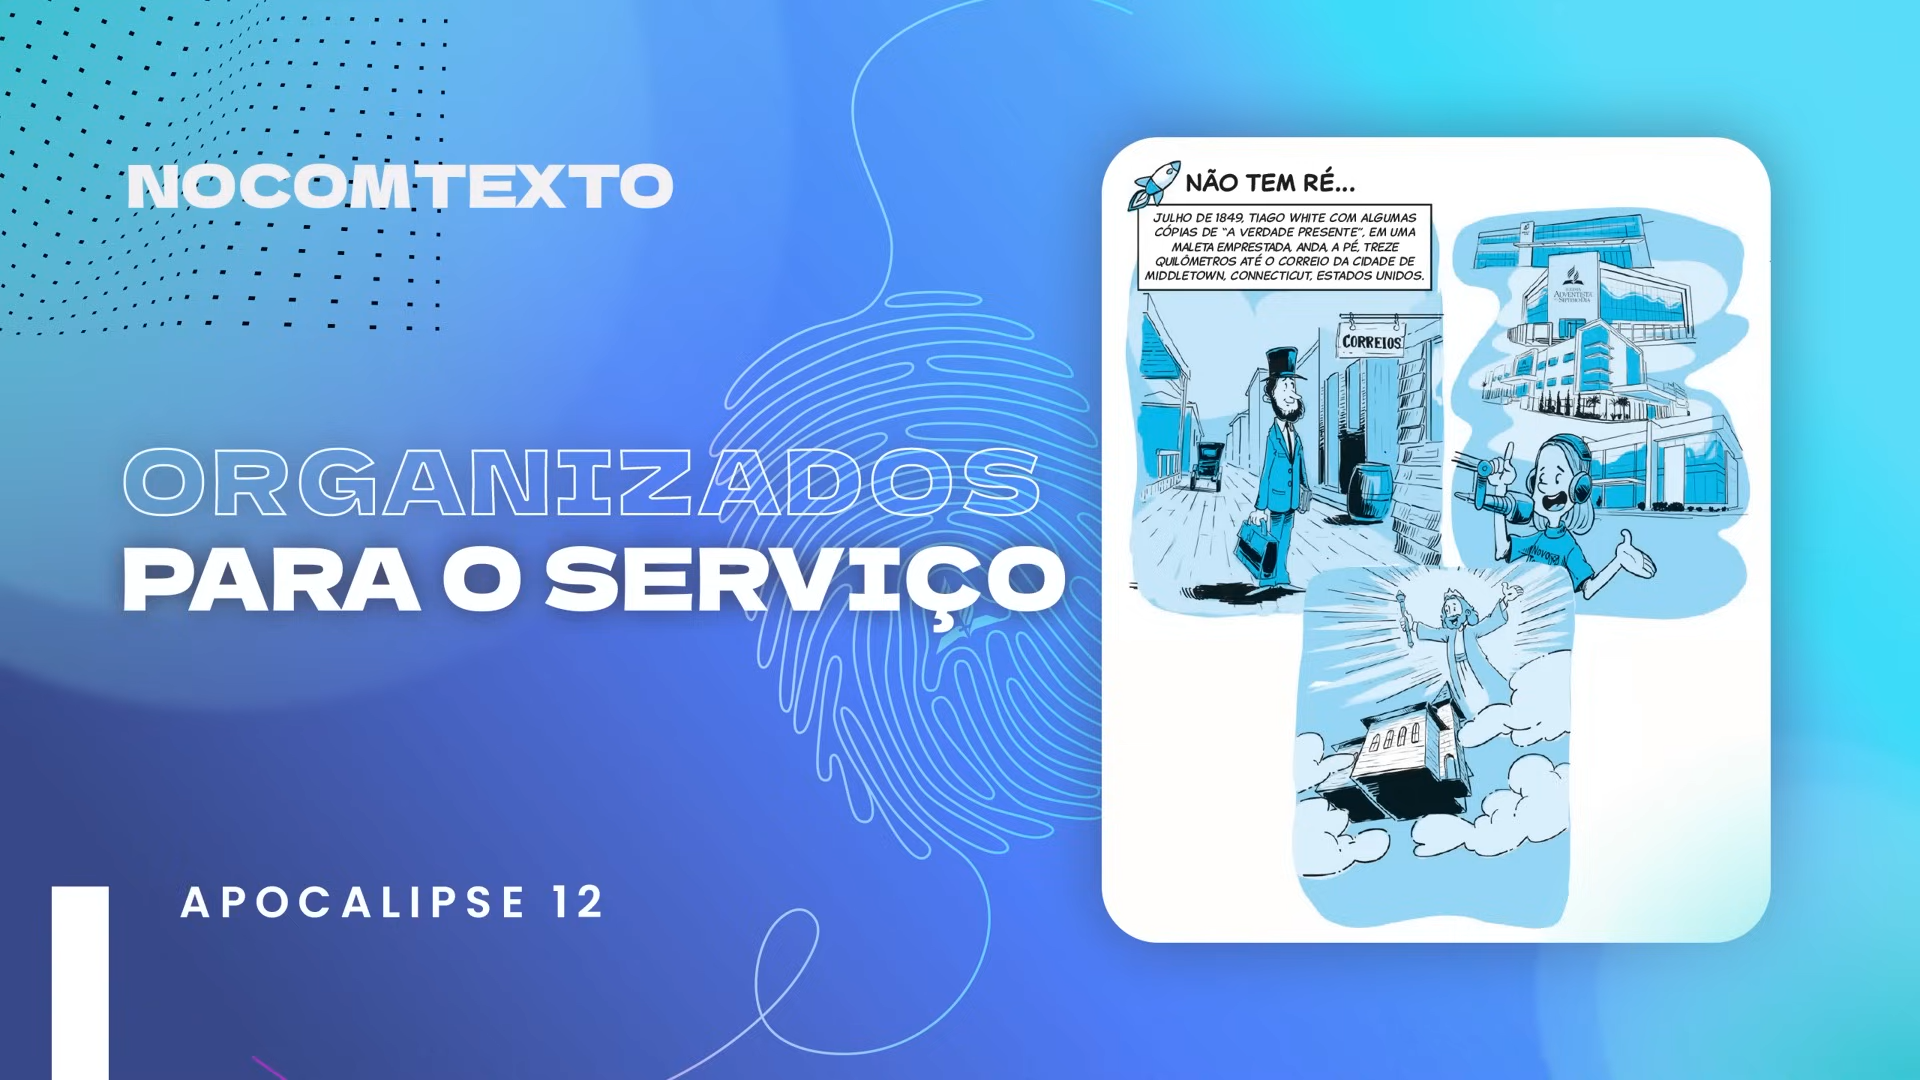 NOCOMTEXTO
ORGANIZADOS
PARA O SERVIÇO
APOCALIPSE 12
NÃO TEM RÉ...
JULHO DE 1849, TIAGO WHITE COM ALGUMAS
CÓPIAS DE “A VERDADE PRESENTE”, EM UMA
MALETA EMPRESTADA, ANDA, A PÉ, TREZE
QUILÔMETROS ATÉ O CORREIO DA CIDADE DE
MIDDLETOWN, CONNECTICUT, ESTADOS UNIDOS.
CORREIOS